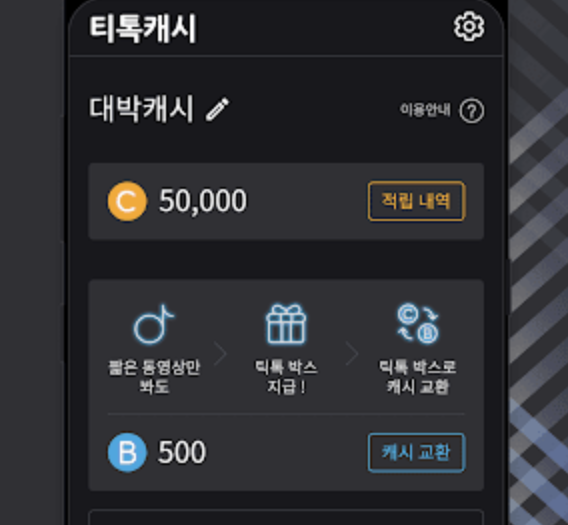 티톡캐시
대박캐시
이용안내 ?
C 50,000 적립 내역
짧은 동영상만
봐도
틱톡 박스
지급 !
틱톡 박스로
캐시 교환
C
B
B 500 캐시 교환